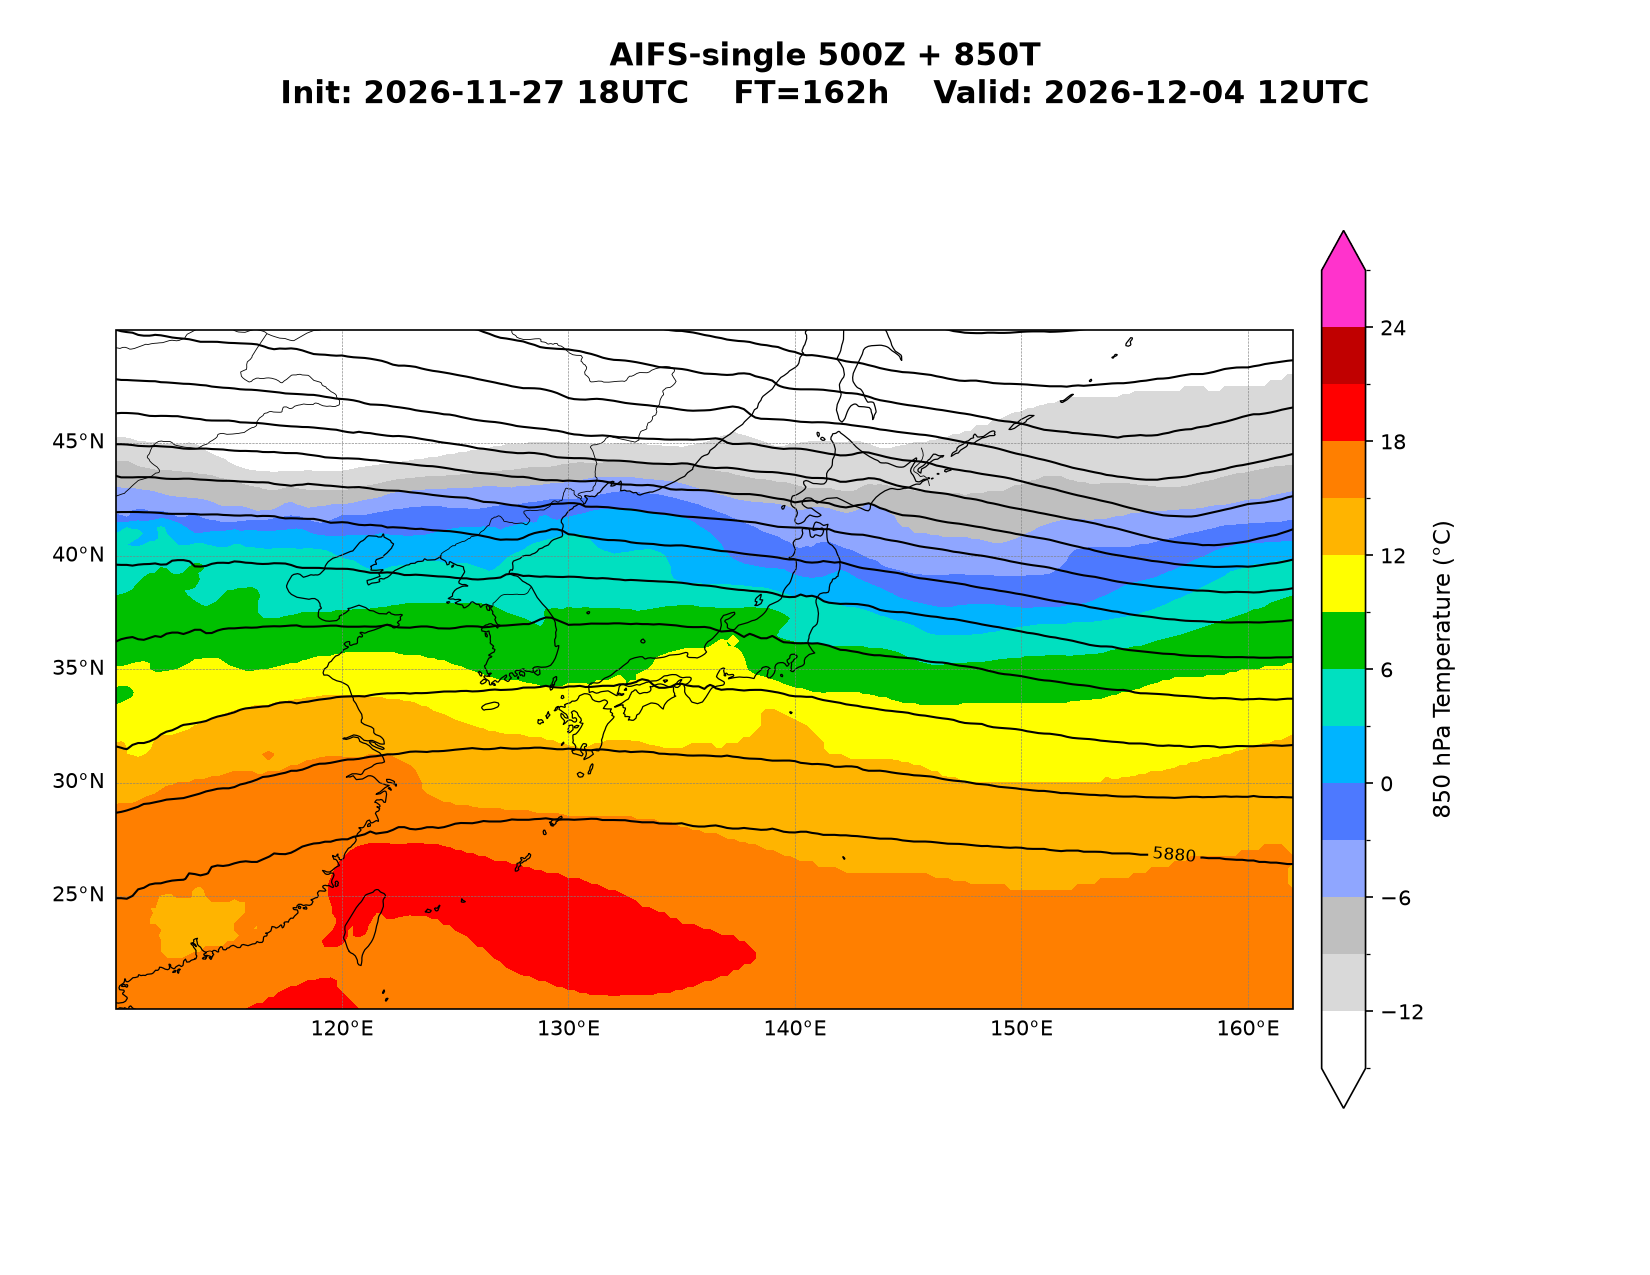 AIFS-single 500Z + 850T
Init: 2026-11-27 18UTC    FT=162h    Valid: 2026-12-04 12UTC
45°N
40°N
35°N
30°N
25°N
120°E
130°E
140°E
150°E
160°E
5880
24
18
12
6
0
−6
−12
850 hPa Temperature (°C)